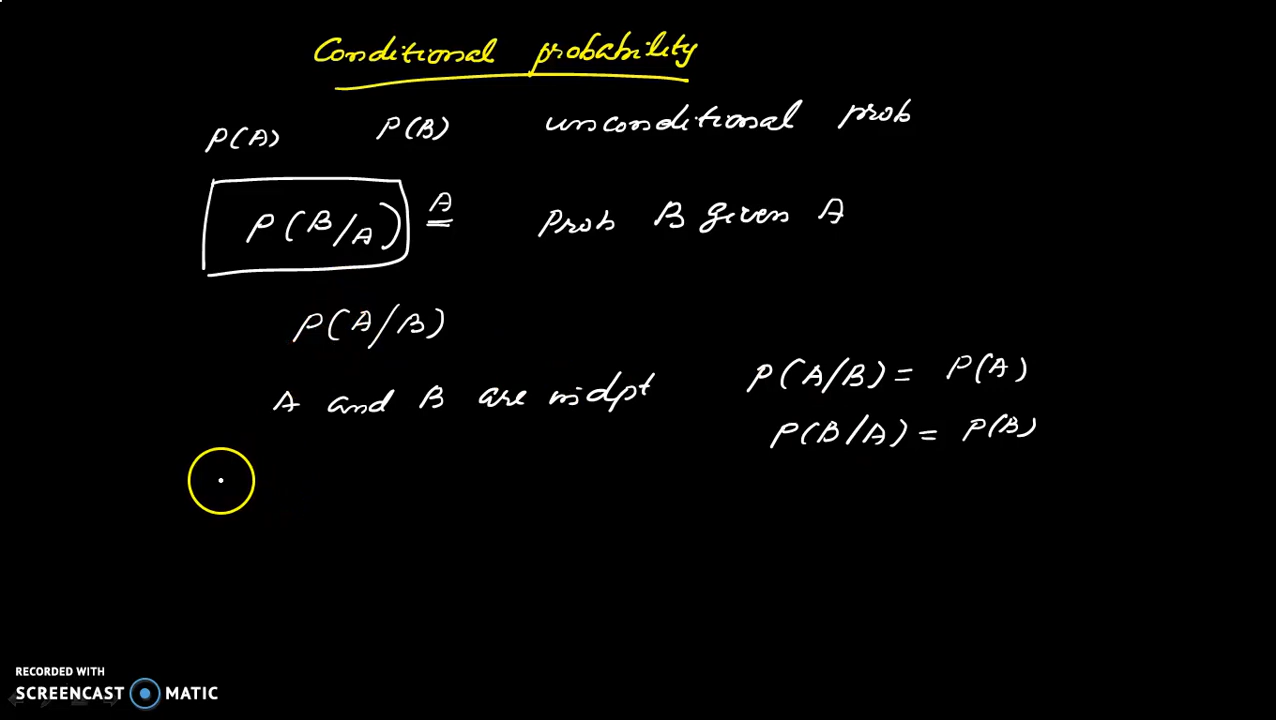 Conditional probability
P(A) P(B) unconditional prob
P(B/A) A Prob B given A
P(A/B)
A and B are indpt P(A/B) = P(A)
P(B/A) = P(B)
RECORDED WITH
SCREENCAST MATIC